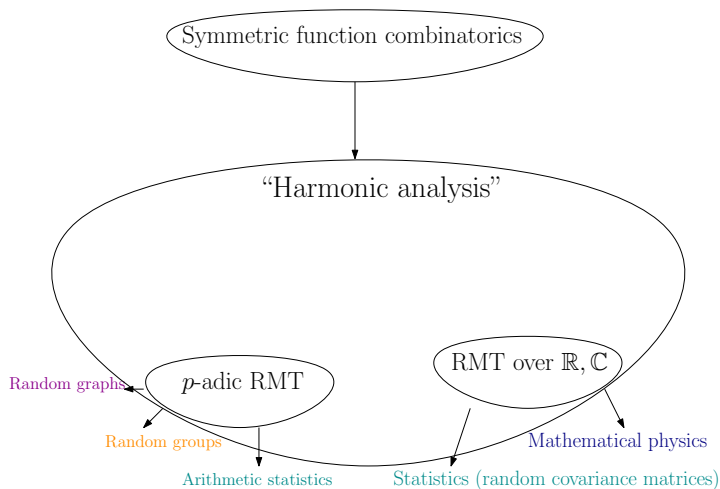 Symmetric function combinatorics
“Harmonic analysis”
RMT over ℝ, ℂ
p-adic RMT
Random graphs
Random groups
Mathematical physics
Arithmetic statistics
Statistics (random covariance matrices)